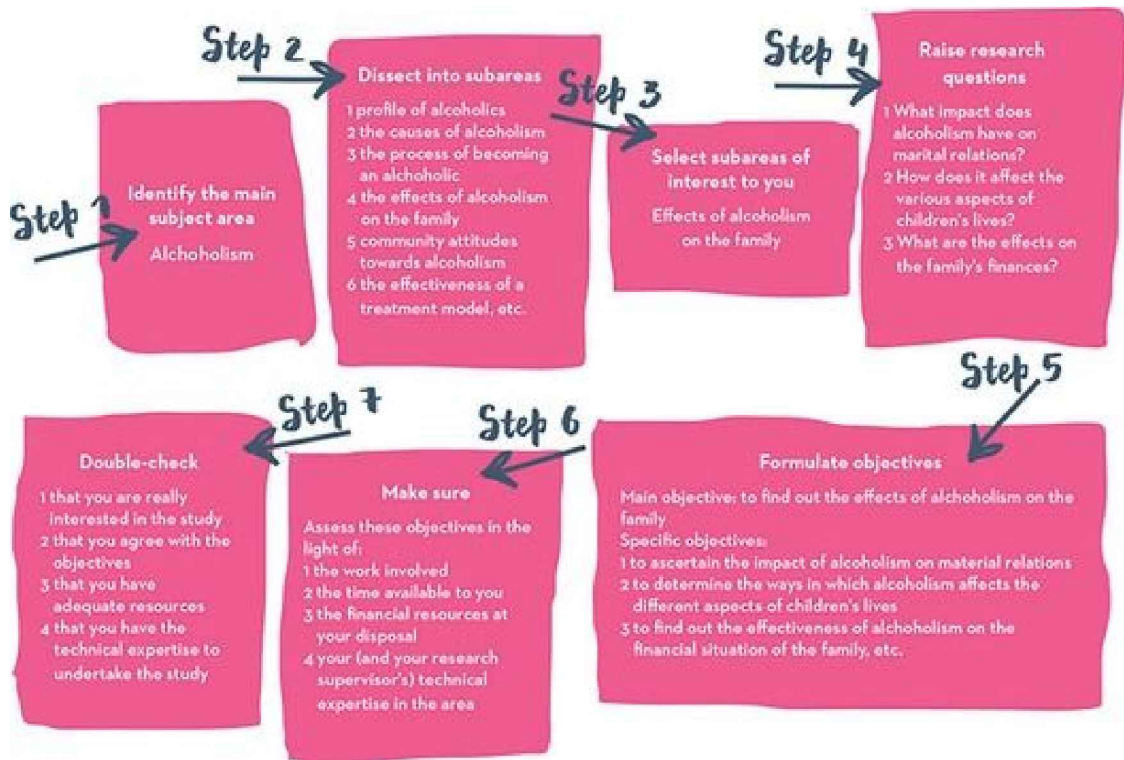 Step 1
Identify the main
subject area
Alchoholism
Step 2
Dissect into subareas
1 profile of alcoholics
2 the causes of alcoholism
3 the process of becoming
an alchoholic
4 the effects of alcoholism
on the family
5 community attitudes
towards alcoholism
6 the effectiveness of a
treatment model, etc.
Step 3
Select subareas of
interest to you
Effects of alcoholism
on the family
Step 4
Raise research
questions
1 What impact does
alcoholism have on
marital relations?
2 How does it affect the
various aspects of
children's lives?
3 What are the effects on
the family's finances?
Step 5
Formulate objectives
Main objective: to find out the effects of alchoholism on the
family
Specific objectives:
1 to ascertain the impact of alcoholism on material relations
2 to determine the ways in which alcoholism affects the
different aspects of children's lives
3 to find out the effectiveness of alchoholism on the
financial situation of the family, etc.
Step 6
Make sure
Assess these objectives in the
light of:
1 the work involved
2 the time available to you
3 the financial resources at
your disposal
4 your (and your research
supervisor's) technical
expertise in the area
Step 7
Double-check
1 that you are really
interested in the study
2 that you agree with the
objectives
3 that you have
adequate resources
4 that you have the
technical expertise to
undertake the study